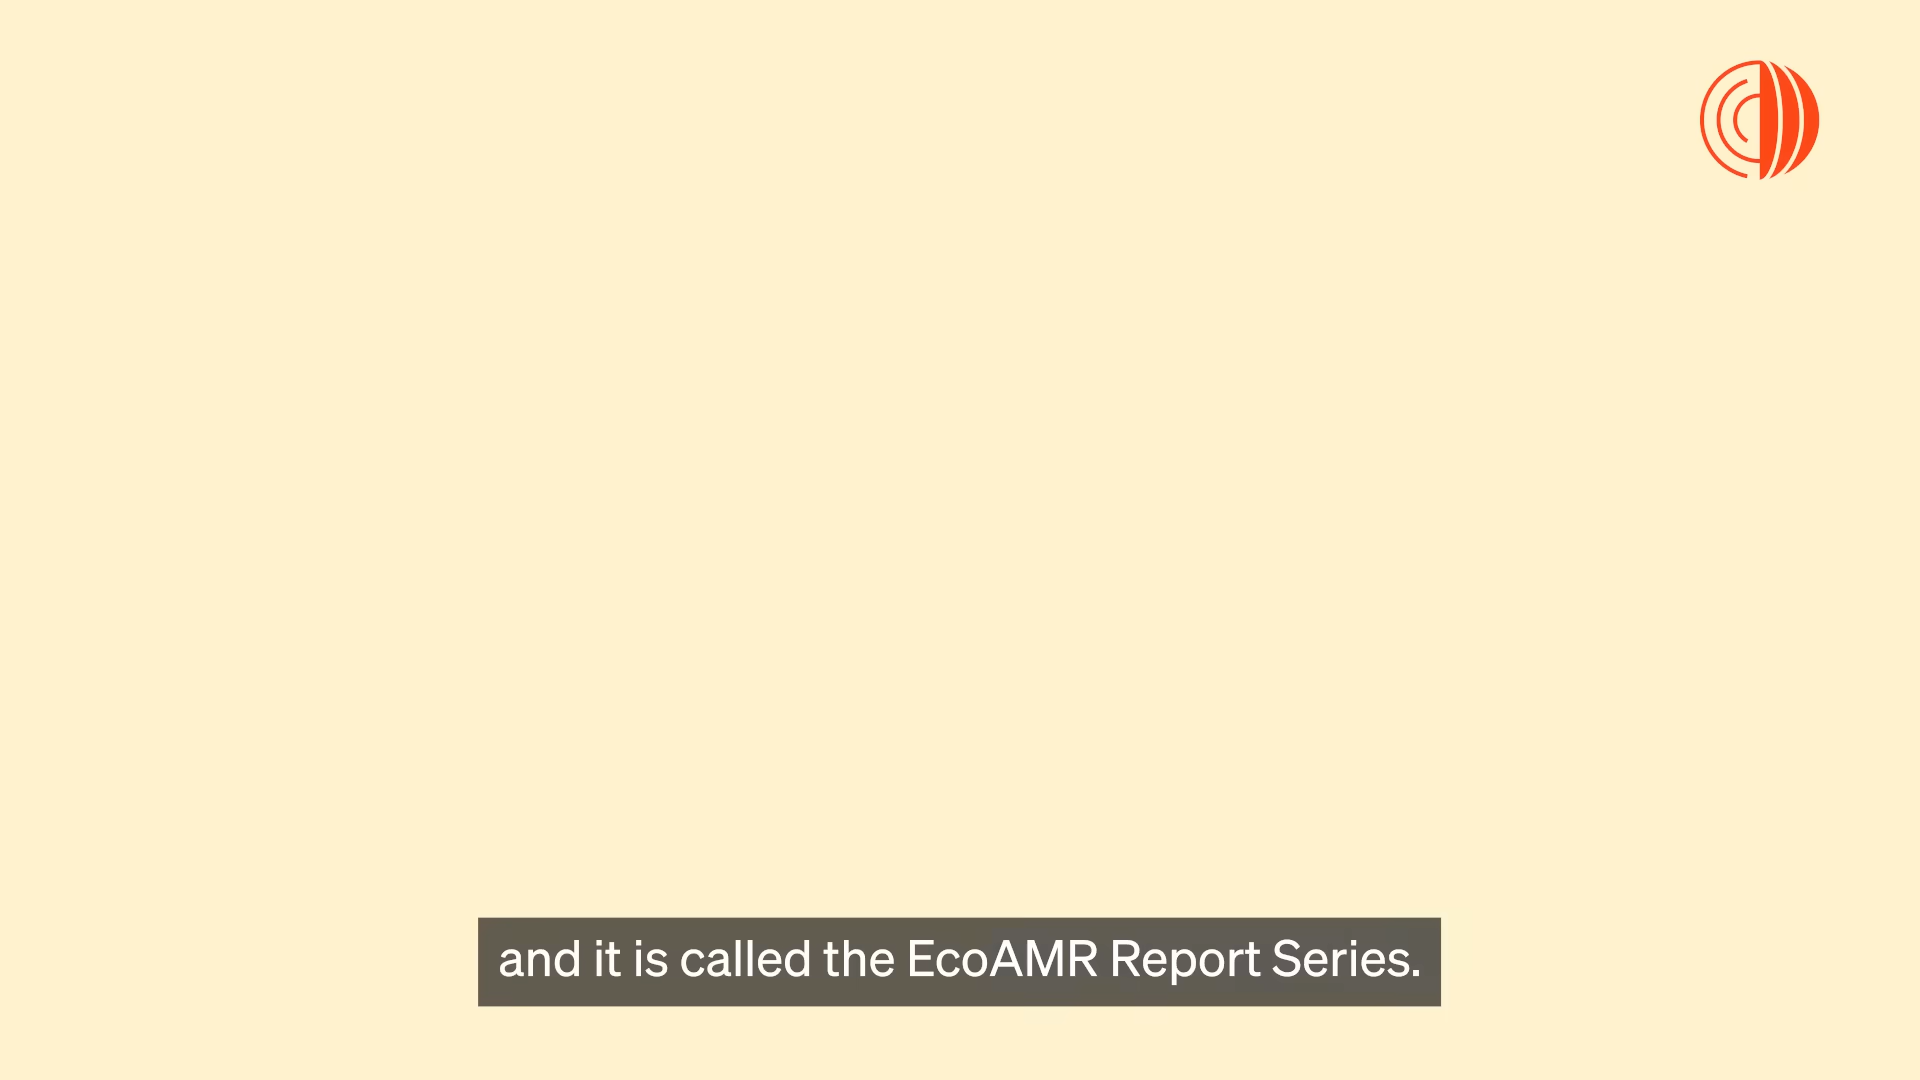 and it is called the EcoAMR Report Series.